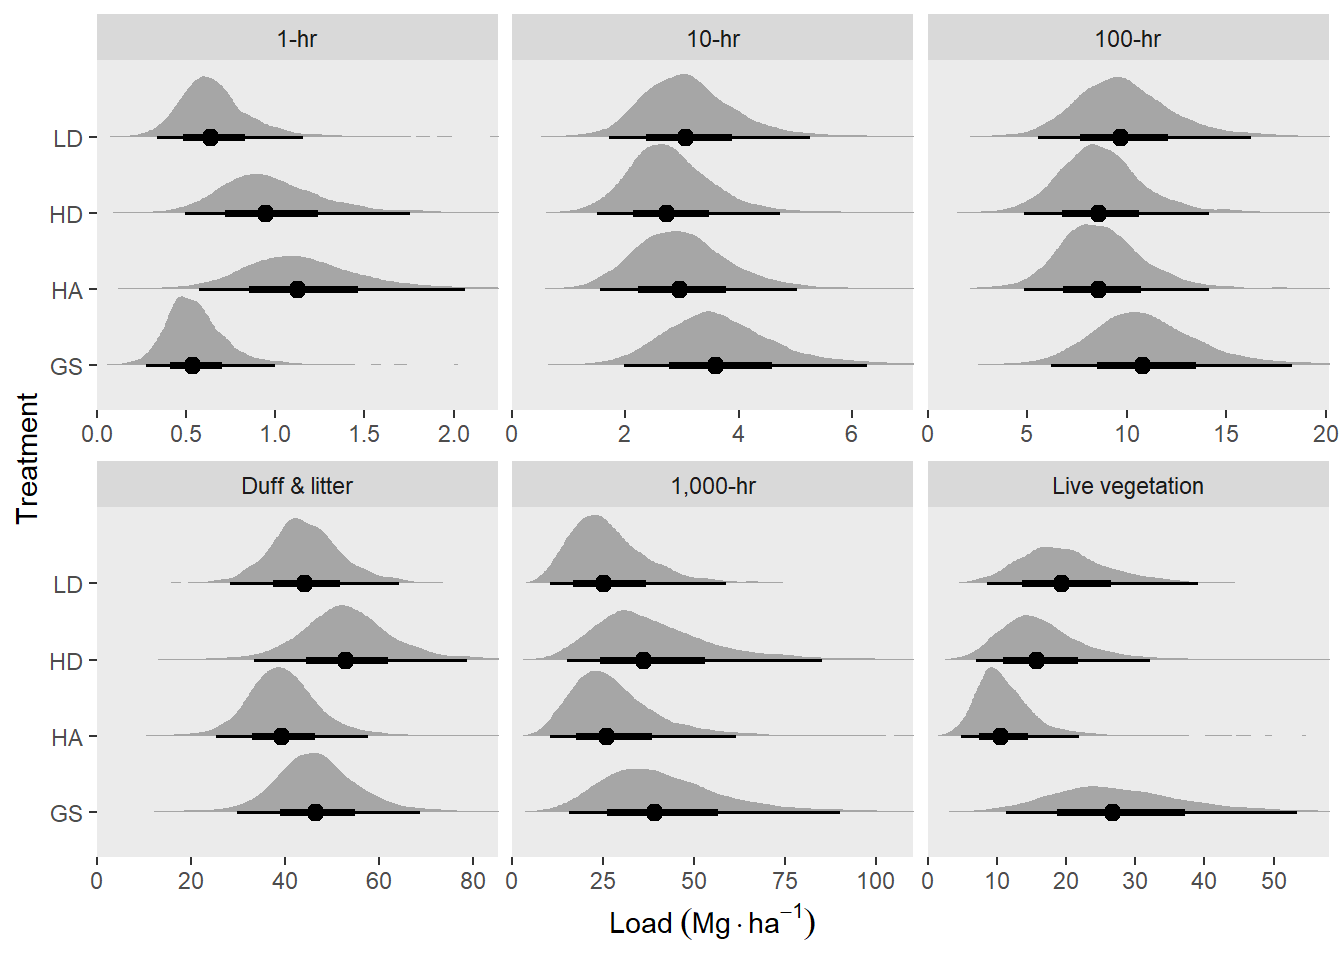 1-hr 10-hr 100-hr
LD
HD
HA
GS
0.0 0.5 1.0 1.5 2.0 0 2 4 6 0 5 10 15 20
Treatment
Duff & litter 1,000-hr Live vegetation
LD
HD
HA
GS
0 20 40 60 80 0 25 50 75 100 0 10 20 30 40 50
Load (Mg · ha⁻¹)